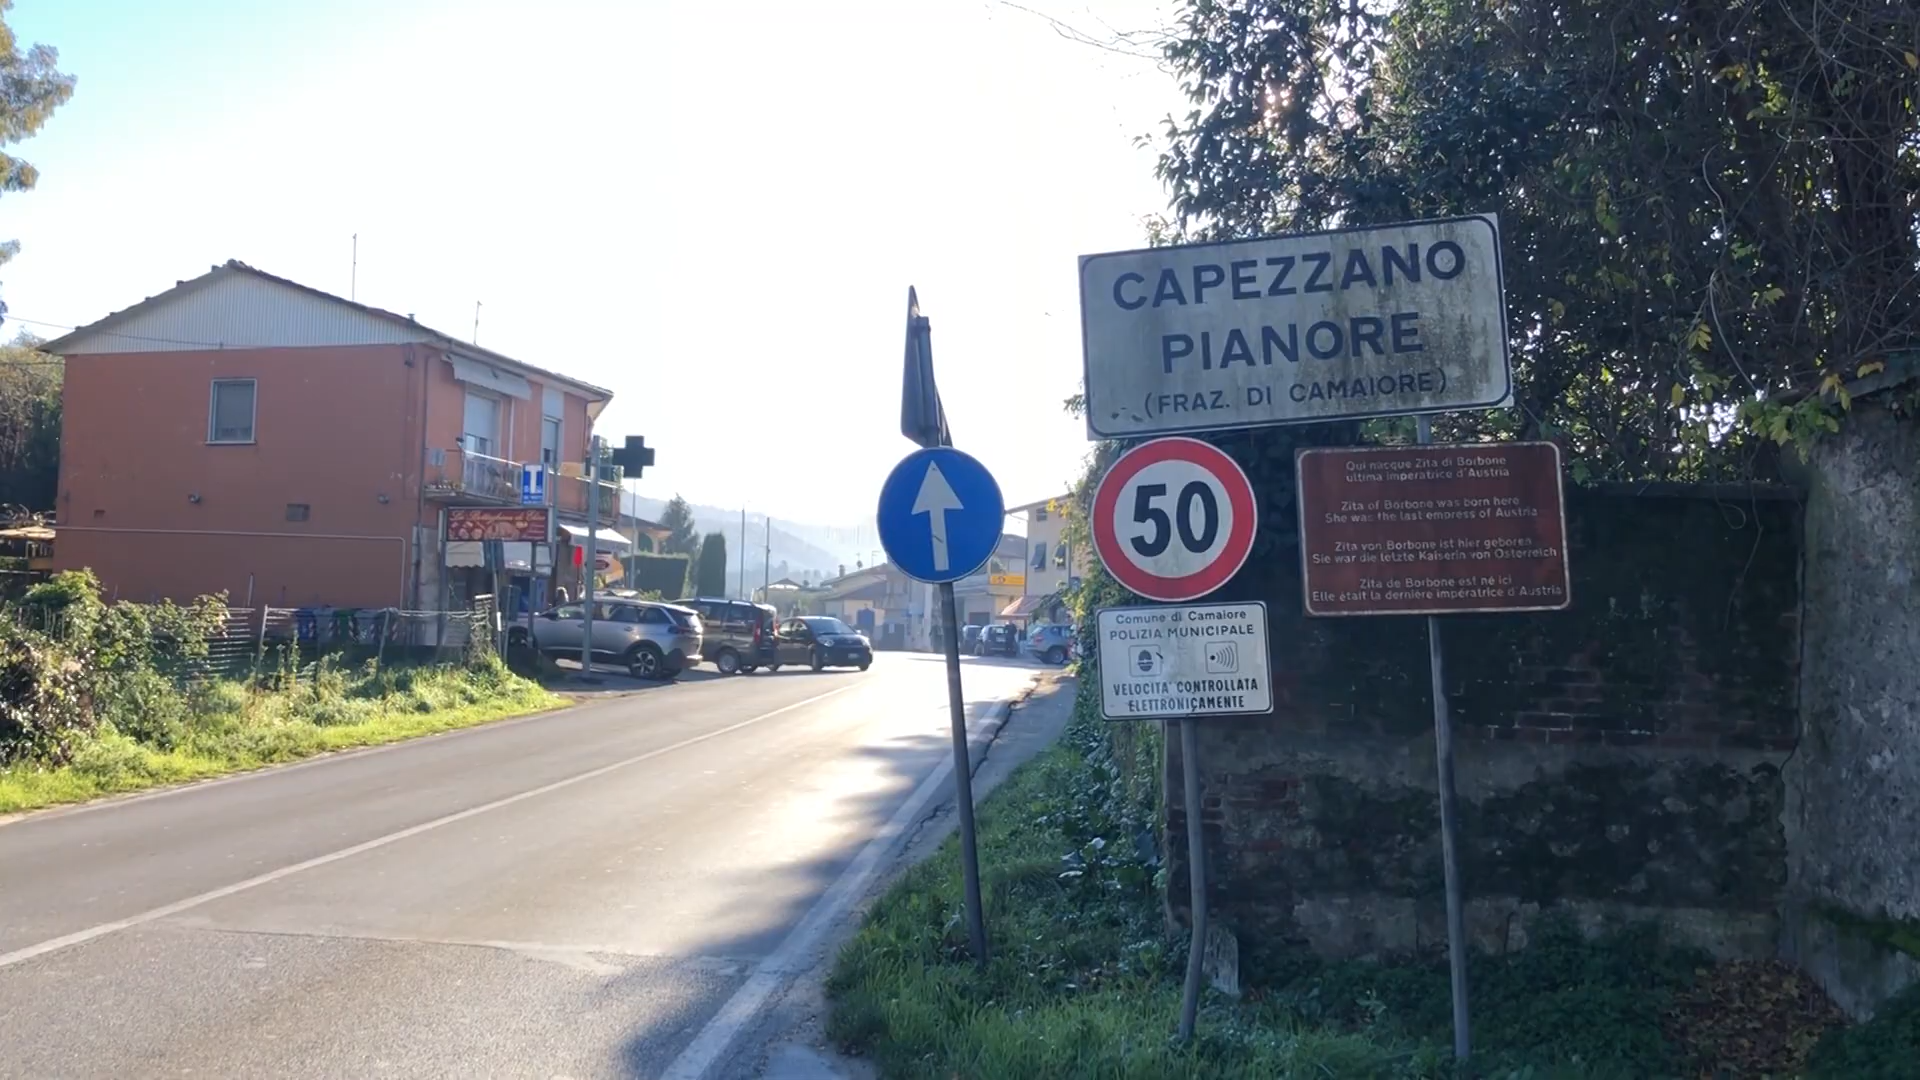 CAPEZZANO
PIANORE
(FRAZ. DI CAMAIORE)
50
Comune di Camaiore
POLIZIA MUNICIPALE
VELOCITA' CONTROLLATA
ELETTRONICAMENTE
Qui nacque Zita di Borbone
ultima imperatrice d'Austria
Zita of Borbone was born here
She was the last empress of Austria
Zita von Borbone ist hier geboren
Sie war die letzte Kaiserin von Österreich
Zita de Borbone est né ici
Elle était la dernière impératrice d'Austria
La Bottegh